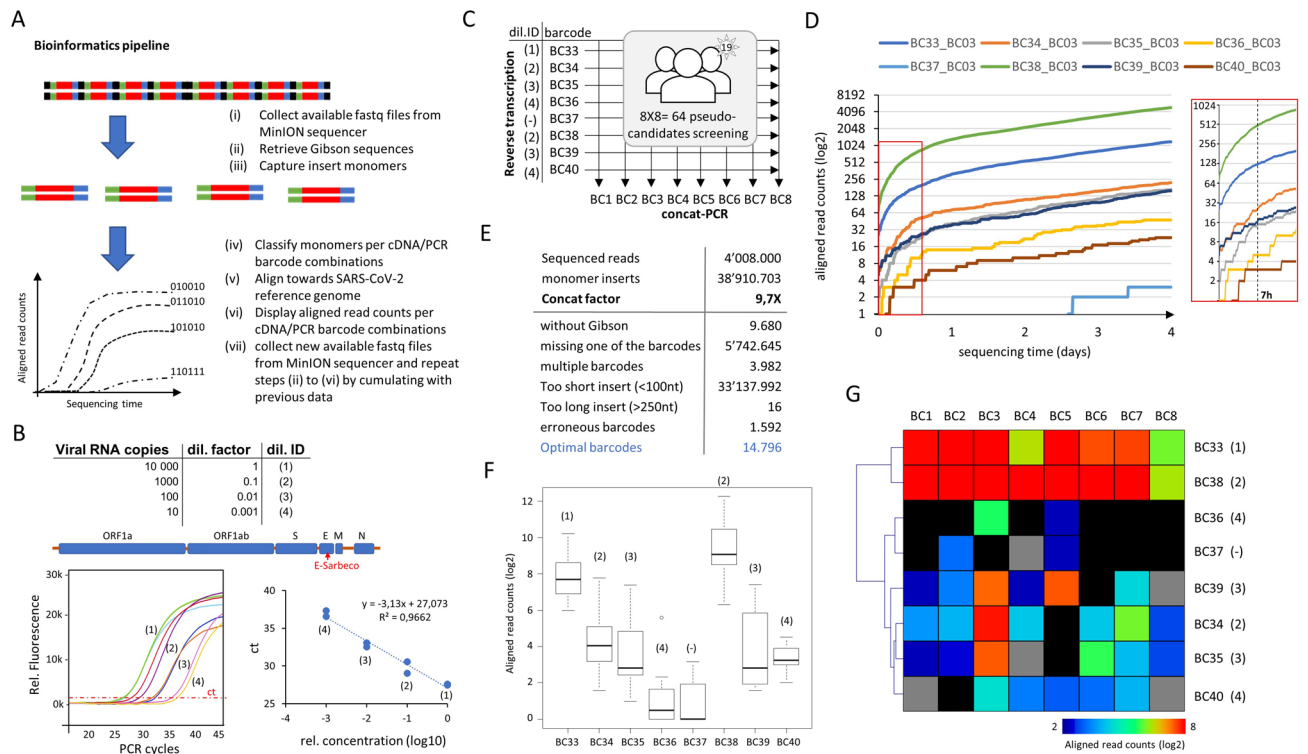 A
Bioinformatics pipeline
(i) Collect available fastq files from
MinION sequencer
(ii) Retrieve Gibson sequences
(iii) Capture insert monomers
(iv) Classify monomers per cDNA/PCR
barcode combinations
(v) Align towards SARS-CoV-2
reference genome
(vi) Display aligned read counts per
cDNA/PCR barcode combinations
(vii) collect new available fastq files
from MinION sequencer and repeat
steps (ii) to (vi) by cumulating with
previous data
Aligned read counts
010010
011010
101010
110111
Sequencing time
B
Viral RNA copies dil. factor dil. ID
10 000 1 (1)
1000 0.1 (2)
100 0.01 (3)
10 0.001 (4)
ORF1a ORF1ab S E M N
E-Sarbeco
Rel. Fluorescence
30k
20k
10k
0k
(1)
(2)
(3)
(4)
ct
20 25 30 35 40 45
PCR cycles
ct
40
35
30
25
y = -3,13x + 27,073
R² = 0,9662
(4)
(3)
(2)
(1)
-4 -3 -2 -1 0
rel. concentration (log10)
C
dil.ID barcode
Reverse transcription
(1) BC33
(2) BC34
(3) BC35
(4) BC36
(-) BC37
(2) BC38
(3) BC39
(4) BC40
19
8X8= 64 pseudo-
candidates screening
BC1 BC2 BC3 BC4 BC5 BC6 BC7 BC8
concat-PCR
D
BC33_BC03 BC34_BC03 BC35_BC03 BC36_BC03
BC37_BC03 BC38_BC03 BC39_BC03 BC40_BC03
aligned read counts (log2)
8192
4096
2048
1024
512
256
128
64
32
16
8
4
2
1
0 1 2 3 4
sequencing time (days)
1024
512
256
128
64
32
16
8
4
2
7h
E
Sequenced reads 4'008.000
monomer inserts 38'910.703
Concat factor 9,7X
without Gibson 9.680
missing one of the barcodes 5'742.645
multiple barcodes 3.982
Too short insert (<100nt) 33'137.992
Too long insert (>250nt) 16
erroneous barcodes 1.592
Optimal barcodes 14.796
F
Aligned read counts (log2)
12
10
8
6
4
2
0
(1)
(2)
(3)
(4)
(-)
(2)
(3)
(4)
BC33 BC34 BC35 BC36 BC37 BC38 BC39 BC40
G
BC1 BC2 BC3 BC4 BC5 BC6 BC7 BC8
BC33 (1)
BC38 (2)
BC36 (4)
BC37 (-)
BC39 (3)
BC34 (2)
BC35 (3)
BC40 (4)
2 8
Aligned read counts (log2)